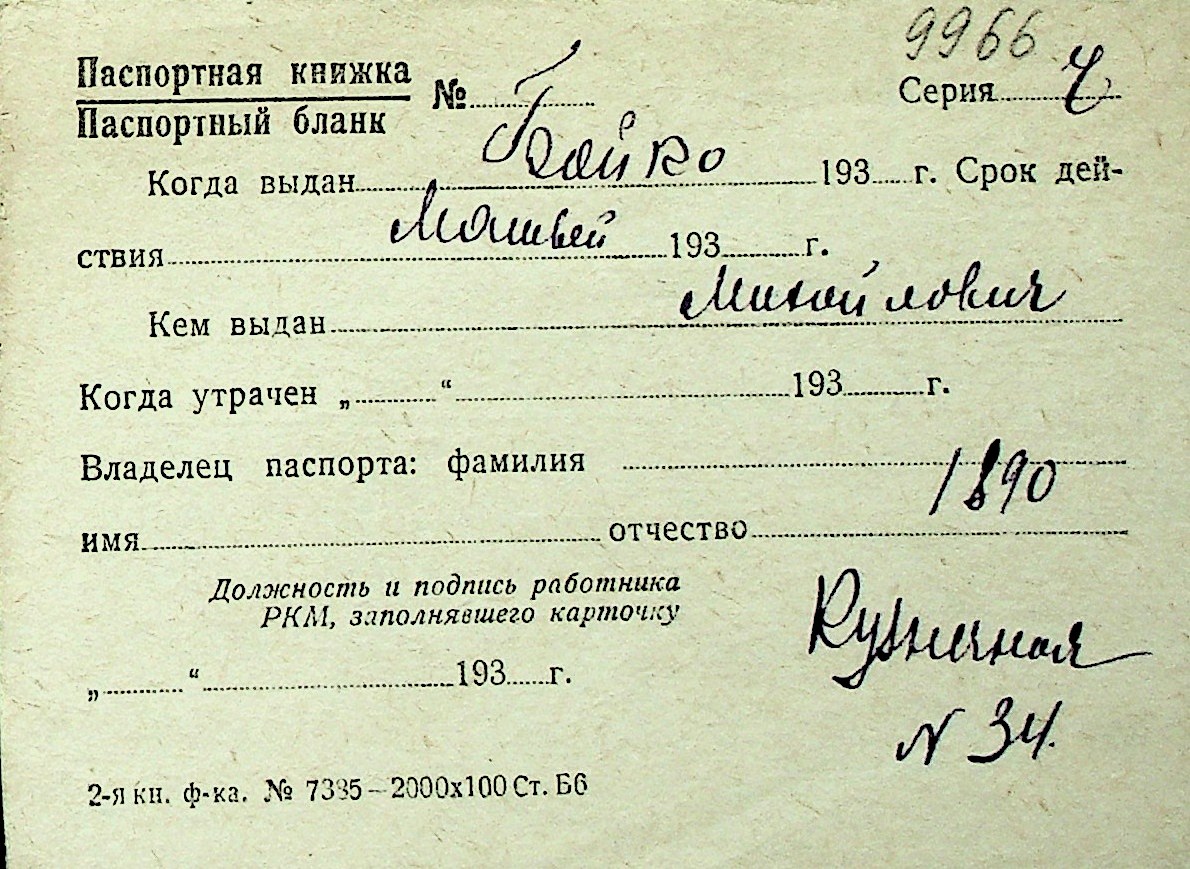 9966
Паспортная книжка
Паспортный бланк
№
Серия
Когда выдан Бойко 193 г. Срок дей-
ствия Матвей 193 г.
Кем выдан Михайлович
Когда утрачен „ “ 193 г.
Владелец паспорта: фамилия
1890
имя отчество
Должность и подпись работника
РКМ, заполнявшего карточку
Кузнечная
„ “ 193 г.
N 34.
2-я кн. ф-ка. № 7385—2000х100 Ст. Б6